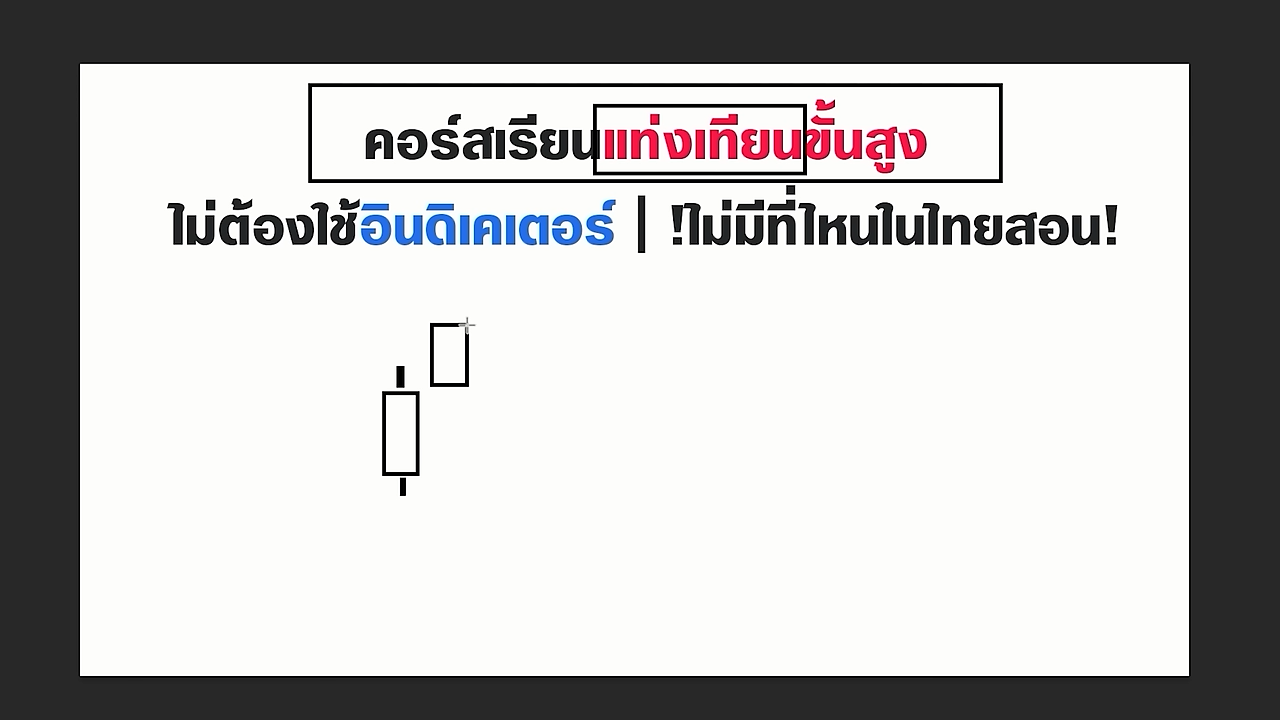 คอร์สเรียนแท่งเทียนขั้นสูง
ไม่ต้องใช้อินดิเคเตอร์ | !ไม่มีที่ไหนในไทยสอน!